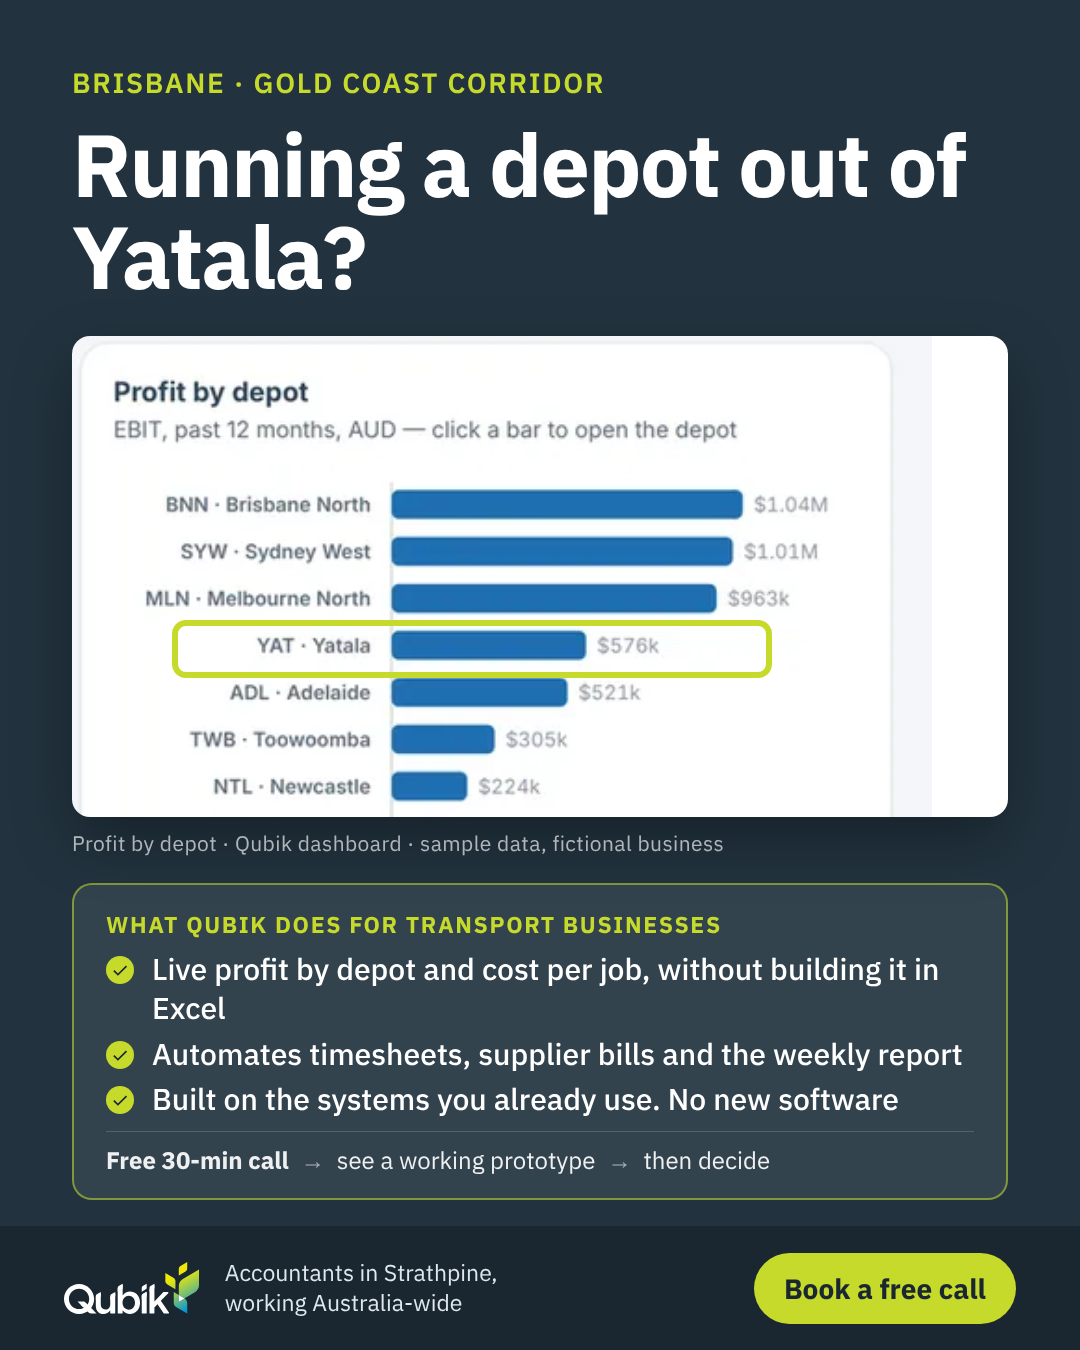 BRISBANE · GOLD COAST CORRIDOR
Running a depot out of
Yatala?
Profit by depot
EBIT, past 12 months, AUD — click a bar to open the depot
BNN · Brisbane North $1.04M
SYW · Sydney West $1.01M
MLN · Melbourne North $963k
YAT · Yatala $576k
ADL · Adelaide $521k
TWB · Toowoomba $305k
NTL · Newcastle $224k
Profit by depot · Qubik dashboard · sample data, fictional business
WHAT QUBIK DOES FOR TRANSPORT BUSINESSES
Live profit by depot and cost per job, without building it in
Excel
Automates timesheets, supplier bills and the weekly report
Built on the systems you already use. No new software
Free 30-min call → see a working prototype → then decide
Qubik
Accountants in Strathpine,
working Australia-wide
Book a free call